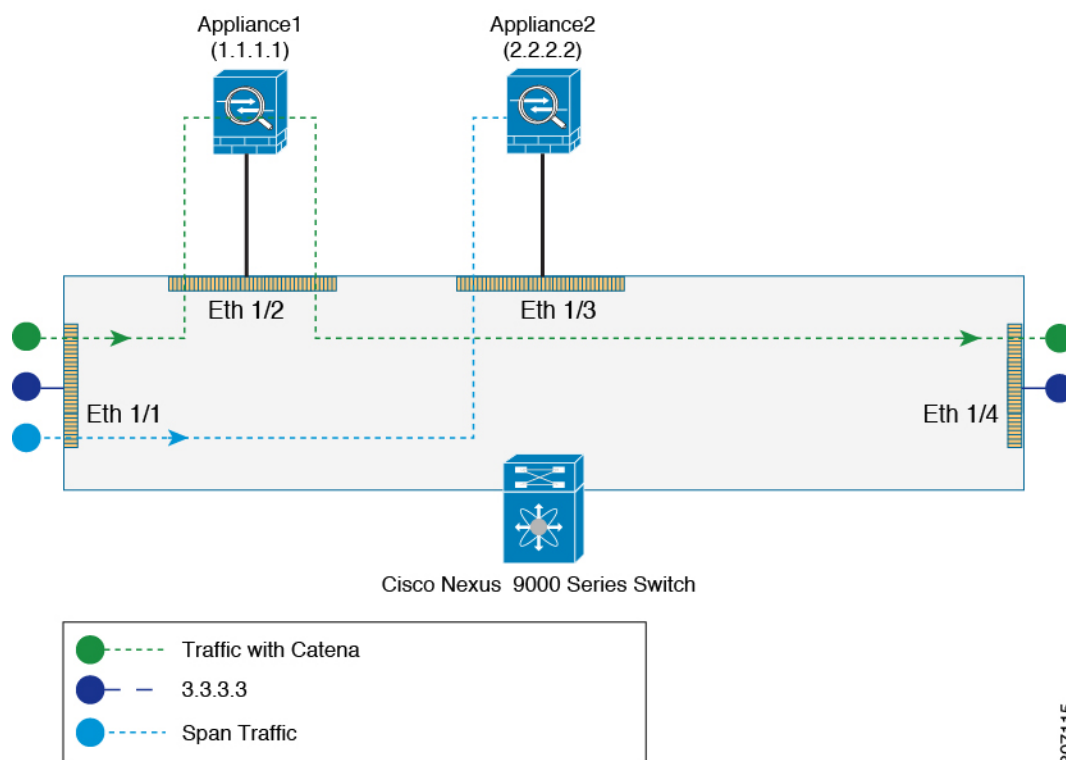 Appliance1
(1.1.1.1)
Appliance2
(2.2.2.2)
Eth 1/2
Eth 1/3
Eth 1/1
Eth 1/4
Cisco Nexus 9000 Series Switch
Traffic with Catena
3.3.3.3
Span Traffic